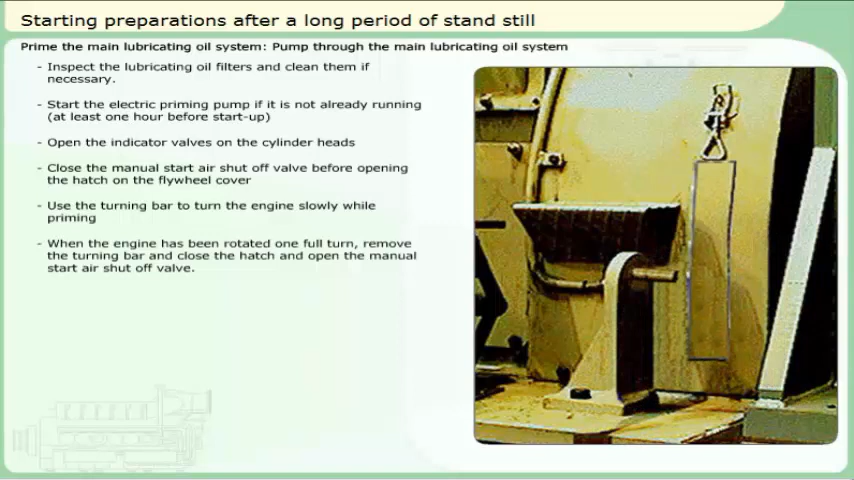 Starting preparations after a long period of stand still
Prime the main lubricating oil system: Pump through the main lubricating oil system
- Inspect the lubricating oil filters and clean them if
necessary.
- Start the electric priming pump if it is not already running
(at least one hour before start-up)
- Open the indicator valves on the cylinder heads
- Close the manual start air shut off valve before opening
the hatch on the flywheel cover
- Use the turning bar to turn the engine slowly while
priming
- When the engine has been rotated one full turn, remove
the turning bar and close the hatch and open the manual
start air shut off valve.